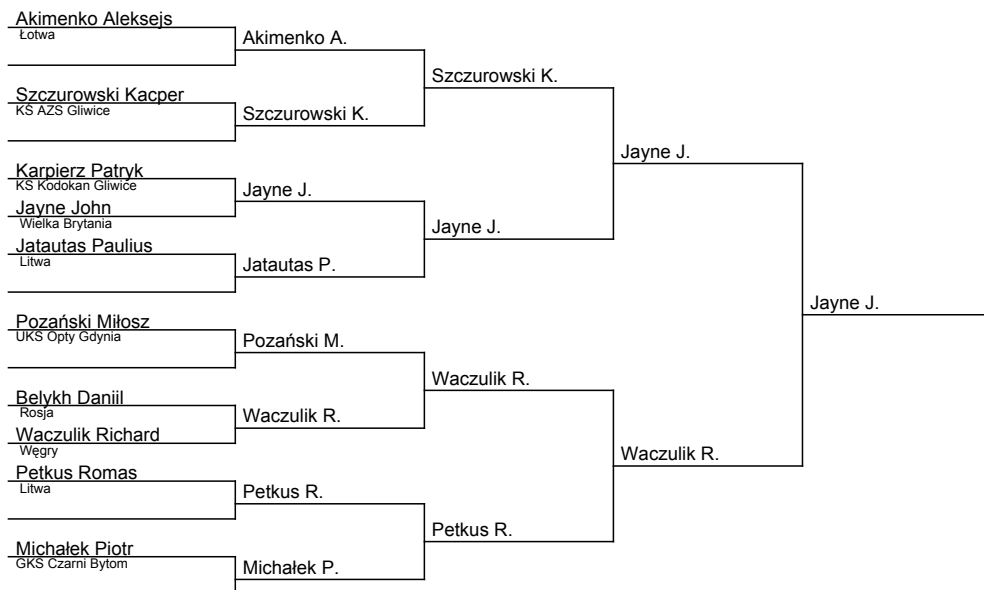 Akimenko Aleksejs
Łotwa
Akimenko A.
Szczurowski K.
Szczurowski Kacper
KS AZS Gliwice
Szczurowski K.
Jayne J.
Karpierz Patryk
KS Kodokan Gliwice
Jayne J.
Jayne John
Wielka Brytania
Jayne J.
Jatautas Paulius
Litwa
Jatautas P.
Jayne J.
Pozański Miłosz
UKS Opty Gdynia
Pozański M.
Waczulik R.
Belykh Daniil
Rosja
Waczulik R.
Waczulik Richard
Węgry
Waczulik R.
Petkus Romas
Litwa
Petkus R.
Petkus R.
Michałek Piotr
GKS Czarni Bytom
Michałek P.